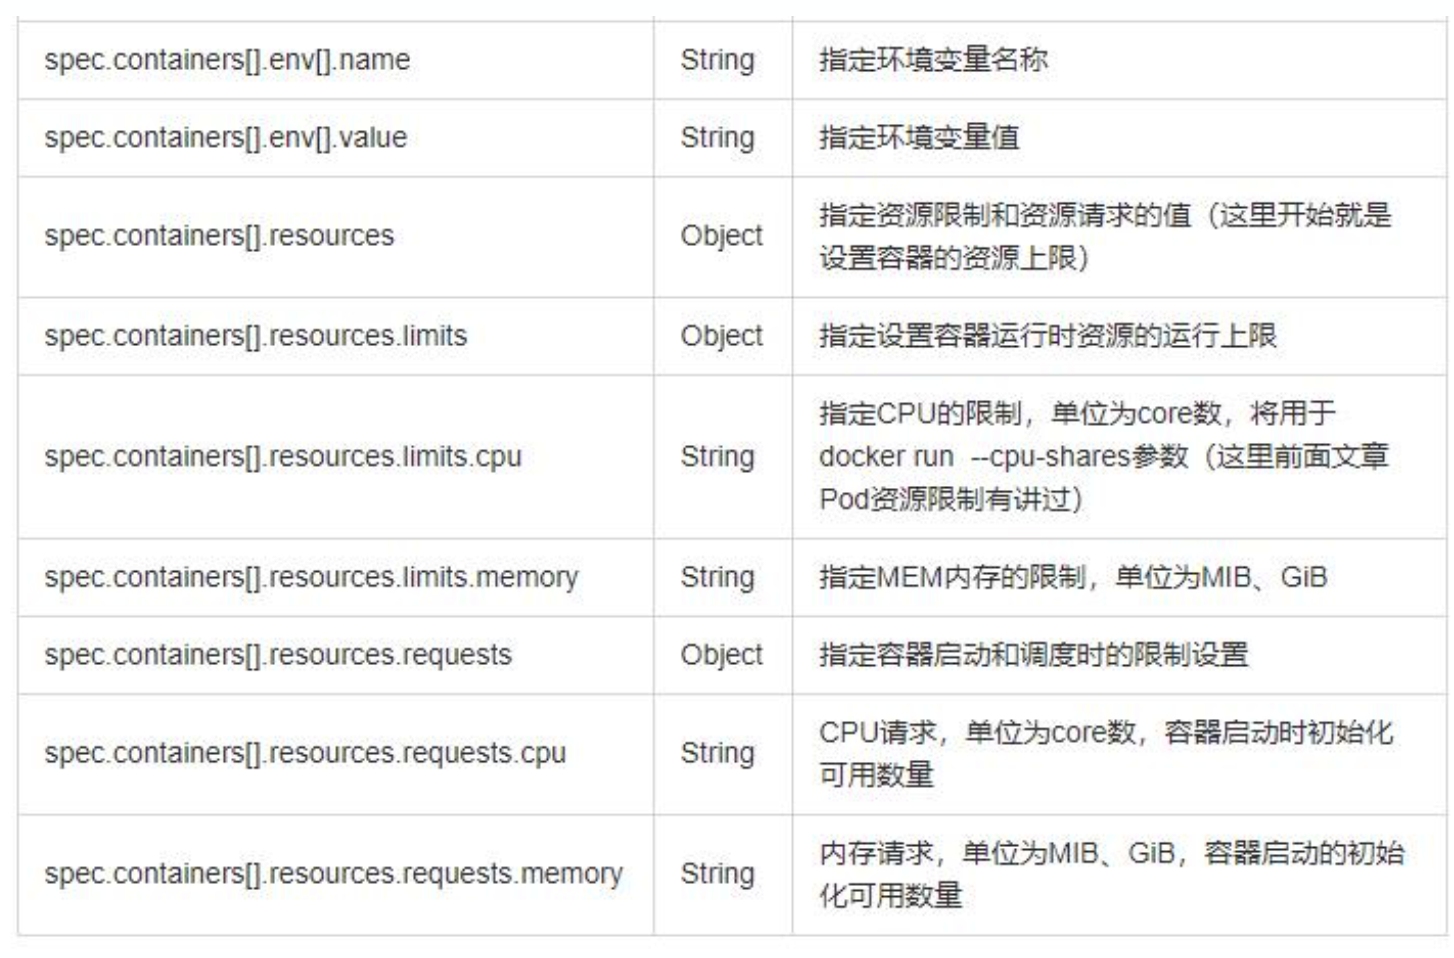 spec.containers[].env[].name String 指定环境变量名称
spec.containers[].env[].value String 指定环境变量值
spec.containers[].resources Object 指定资源限制和资源请求的值（这里开始就是
设置容器的资源上限）
spec.containers[].resources.limits Object 指定设置容器运行时资源的运行上限
spec.containers[].resources.limits.cpu String 指定CPU的限制，单位为core数，将用于
docker run --cpu-shares参数（这里前面文章
Pod资源限制有讲过）
spec.containers[].resources.limits.memory String 指定MEM内存的限制，单位为MIB、GiB
spec.containers[].resources.requests Object 指定容器启动和调度时的限制设置
spec.containers[].resources.requests.cpu String CPU请求，单位为core数，容器启动时初始化
可用数量
spec.containers[].resources.requests.memory String 内存请求，单位为MIB、GiB，容器启动的初始
化可用数量